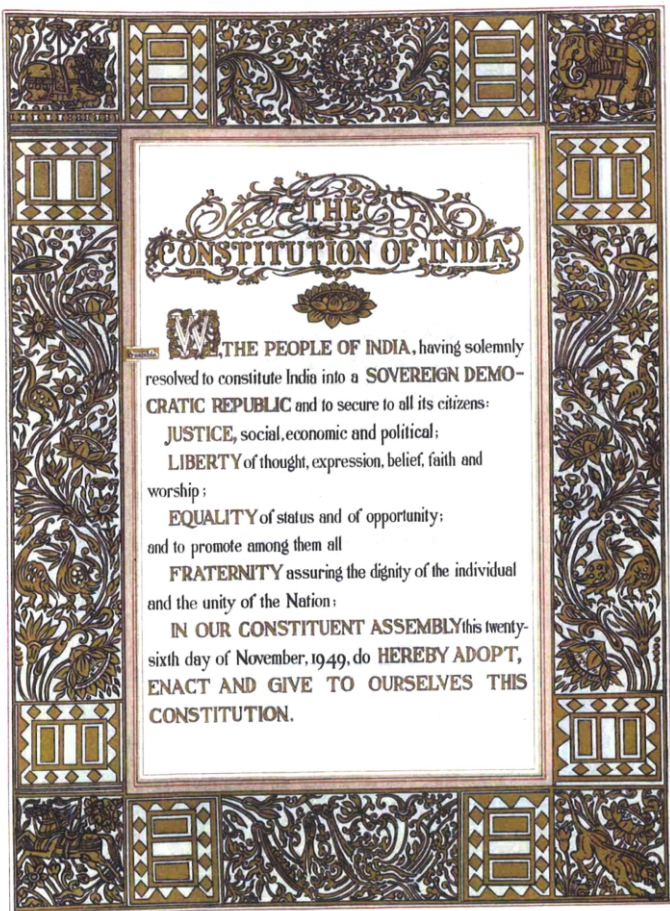 THE
CONSTITUTION OF INDIA
WE, THE PEOPLE OF INDIA, having solemnly
resolved to constitute India into a SOVEREIGN DEMO-
CRATIC REPUBLIC and to secure to all its citizens:
JUSTICE, social, economic and political;
LIBERTY of thought, expression, belief, faith and
worship;
EQUALITY of status and of opportunity;
and to promote among them all
FRATERNITY assuring the dignity of the individual
and the unity of the Nation;
IN OUR CONSTITUENT ASSEMBLY this twenty-
sixth day of November, 1949, do HEREBY ADOPT,
ENACT AND GIVE TO OURSELVES THIS
CONSTITUTION.